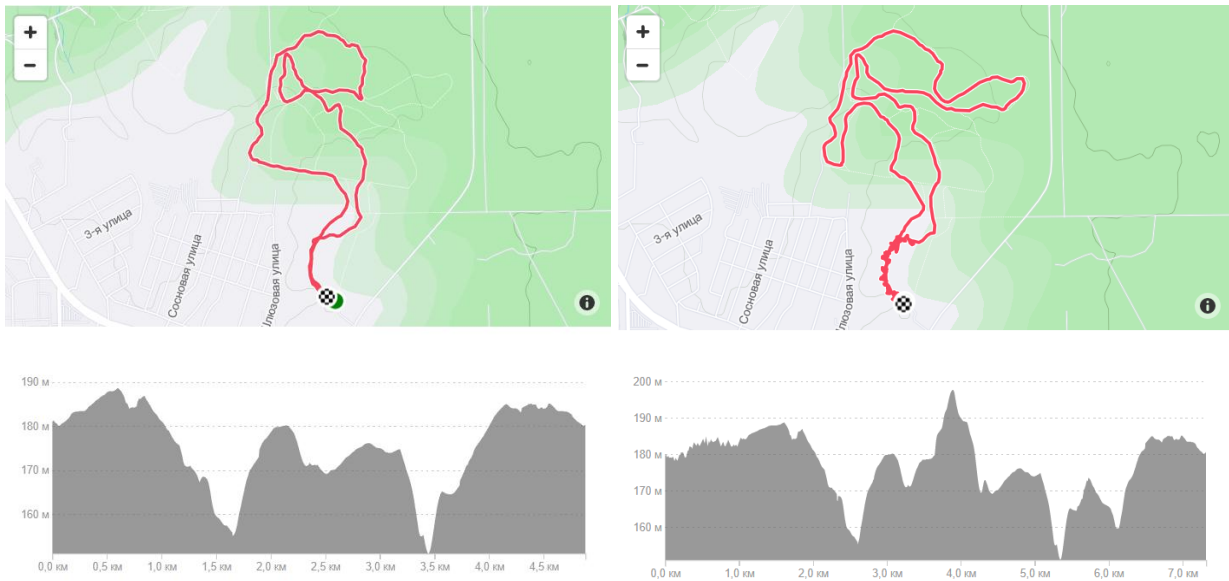 +
−
3-я улица
Сосновая улица
люзовая улица
i
+
−
3-я улица
Сосновая улица
люзовая улица
i
190 м
180 м
170 м
160 м
0,0 км 0,5 км 1,0 км 1,5 км 2,0 км 2,5 км 3,0 км 3,5 км 4,0 км 4,5 км
200 м
190 м
180 м
170 м
160 м
0,0 км 1,0 км 2,0 км 3,0 км 4,0 км 5,0 км 6,0 км 7,0 км